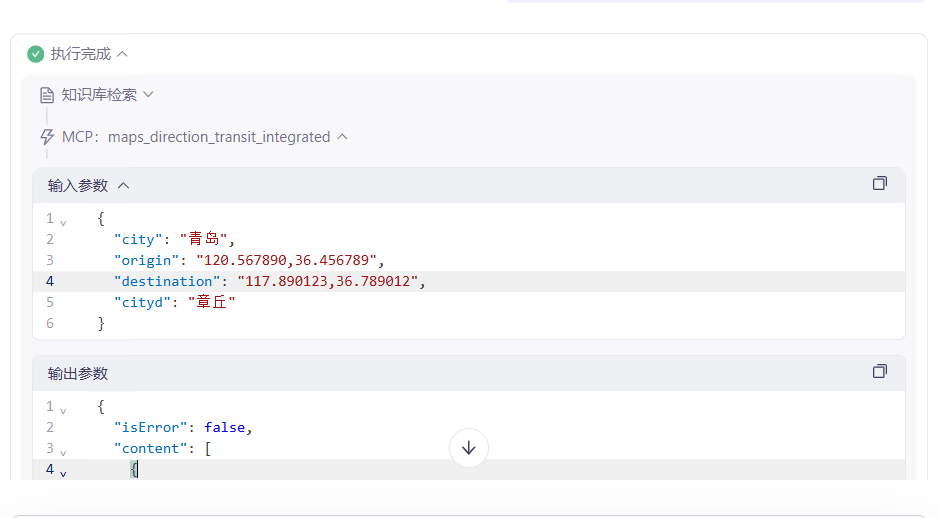 执行完成
知识库检索
MCP：maps_direction_transit_integrated
输入参数
1 {
2 "city": "青岛",
3 "origin": "120.567890,36.456789",
4 "destination": "117.890123,36.789012",
5 "cityd": "章丘"
6 }
输出参数
1 {
2 "isError": false,
3 "content": [
4 {